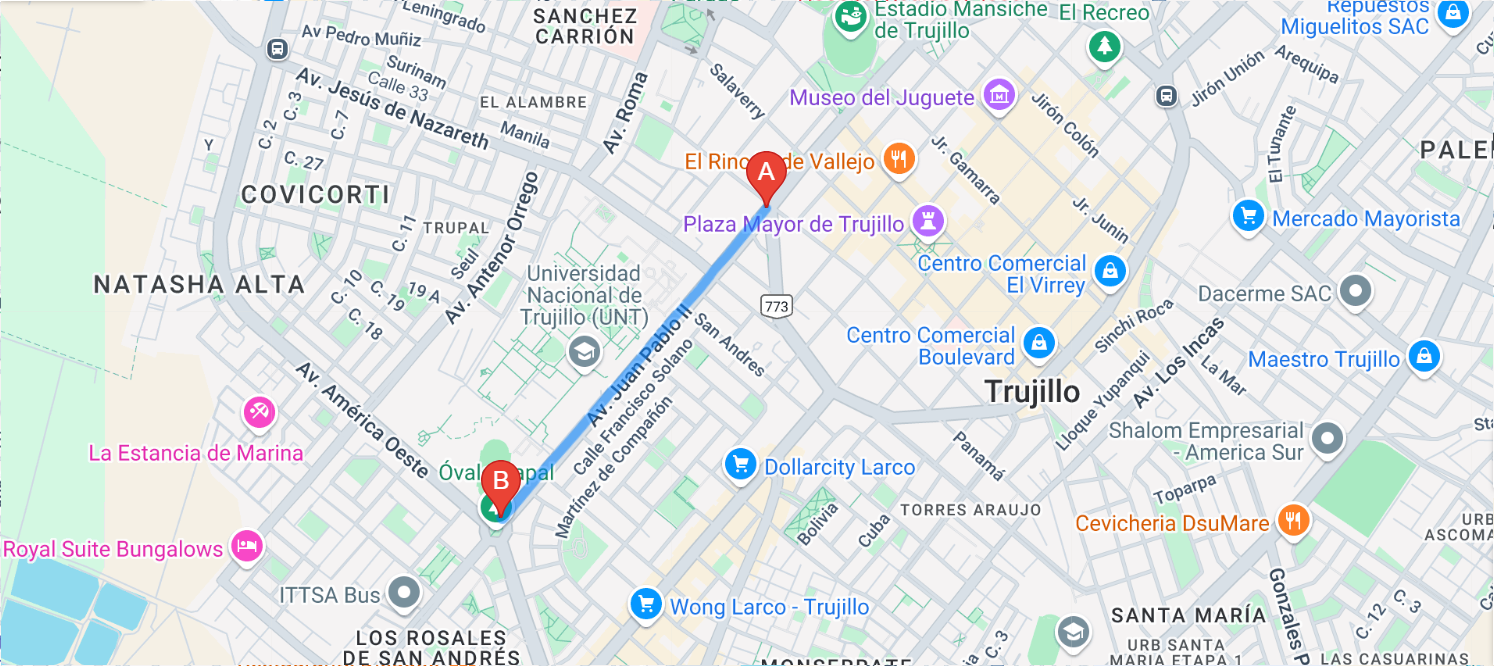 SANCHEZ
CARRIÓN
Estadio Mansiche
de Trujillo
El Recreo
Repuestos
Miguelitos SAC
Leningrado
Av Pedro Muñiz
Surinam
Calle 33
Av. Jesús de Nazareth
EL ALAMBRE
Manila
Av. Roma
Salaverry
Museo del Juguete
Jirón Unión
Arequipa
Jirón Colón
El Tunante
Jr. Gamarra
Jr. Junin
El Rincón de Vallejo
A
Plaza Mayor de Trujillo
Mercado Mayorista
Y
C. 2
C. 3
C. 7
C. 27
COVICORTI
TRUPAL
C. 11
Seul
Av. Antenor Orrego
C. 10
C. 19
19 A
C. 18
NATASHA ALTA
Universidad
Nacional de
Trujillo (UNT)
773
Centro Comercial
El Virrey
Dacerme SAC
Centro Comercial
Boulevard
Sinchi Roca
Av. Los Incas
Maestro Trujillo
San Andres
Av. Juan Pablo II
Calle Francisco Solano
Martínez de Compañón
Trujillo
Lloque Yupanqui
La Mar
Av. América Oeste
La Estancia de Marina
B
Shalom Empresarial
- America Sur
Panamá
Dollarcity Larco
Bolivia
Cuba
TORRES ARAUJO
Toparpa
Cevicheria DsuMare
Royal Suite Bungalows
ITTSA Bus
Wong Larco - Trujillo
LOS ROSALES
DE SAN ANDRÉS
C. 3
SANTA MARÍA
URB SANTA
MARIA ETAPA 1
C. 12
C. 3
LAS CASUARINAS